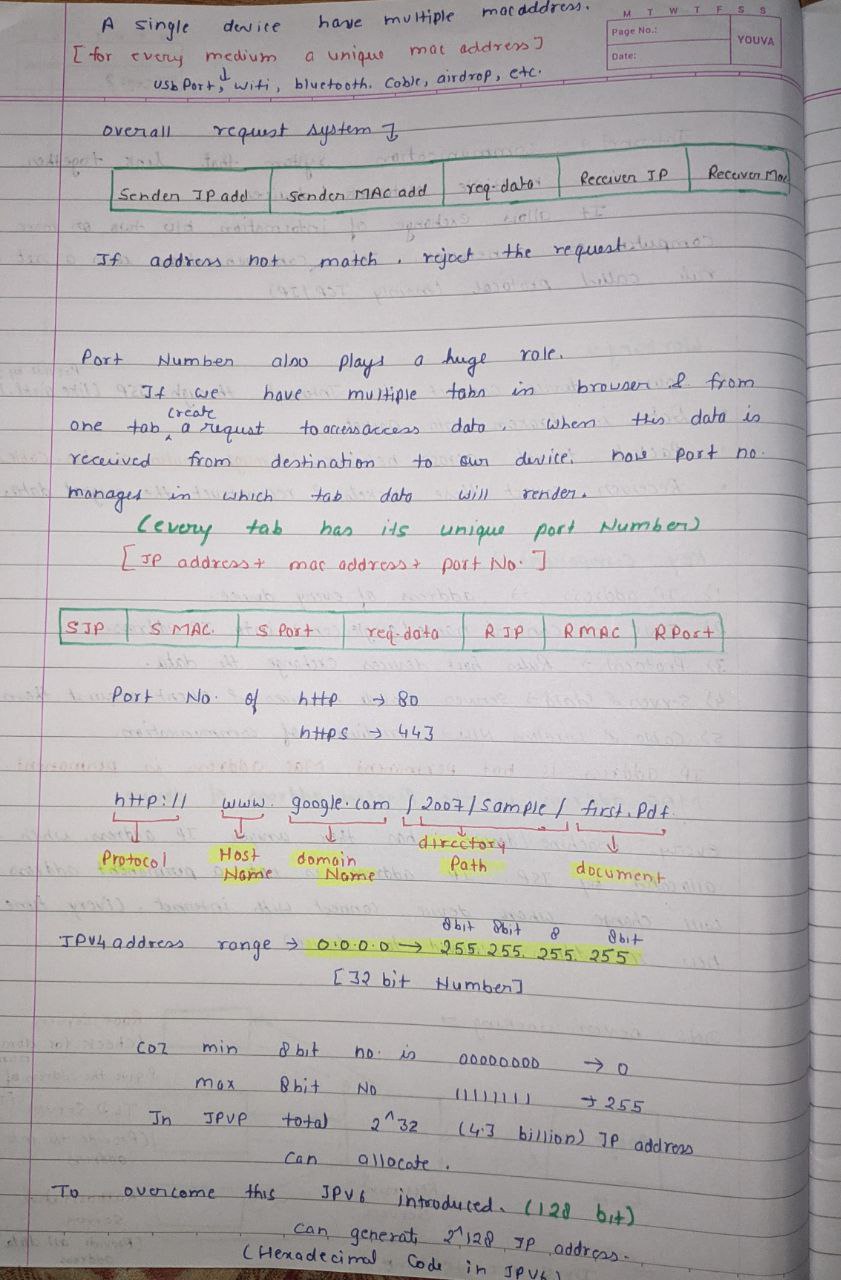 M T W T F S S
Page No.:
YOUVA
Date:
A single device have multiple mac address.
[for every medium a unique mac address]
↓
usb Port, wifi, bluetooth. Cable, airdrop, etc.
overall request system ↓
Sender IP add | sender MAC add | req. data | Receiver IP | Receiver Mac
If address not match, reject the request.
Port Number also plays a huge role.
If we have multiple tabs in browser & from
create
one tab ^ a requst to access access data, when this data is
received from destination to our device. how port no.
manages in which tab data will render.
(every tab has its unique port Number)
[IP address + mac address + port No.]
SIP | S MAC. | S Port | req. data | R IP | R MAC | R Port
Port No. of http → 80
https → 443
http:// www. google.com / 2007 / Sample / first. Pdf.
Protocol Host Name domain Name directory Path document
8bit 8bit 8 8bit
IPV4 address range → 0.0.0.0 → 255. 255. 255. 255
[32 bit Number]
Coz min 8 bit no. is 00000000 → 0
max 8bit No 11111111 → 255
In IPVP total 2^32 (4.3 billion) IP address
can allocate.
To overcome this IPV6 introduced. (128 bit)
can generate 2^128 IP address.
(Hexadecimal Code in IPV6)